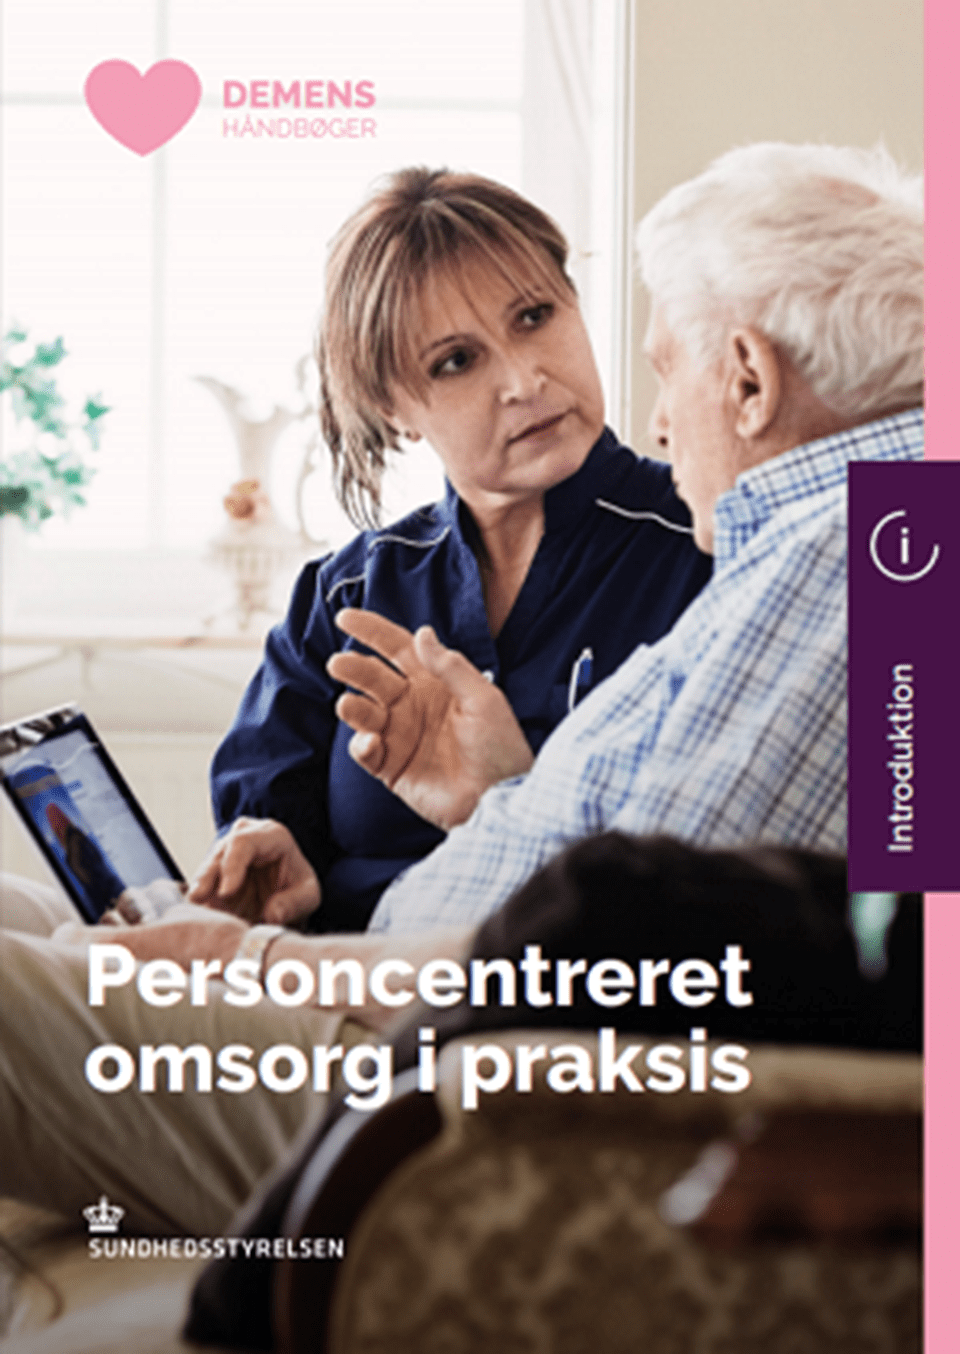 DEMENS
HÅNDBØGER
i
Introduktion
Personcentreret
omsorg i praksis
SUNDHEDSSTYRELSEN